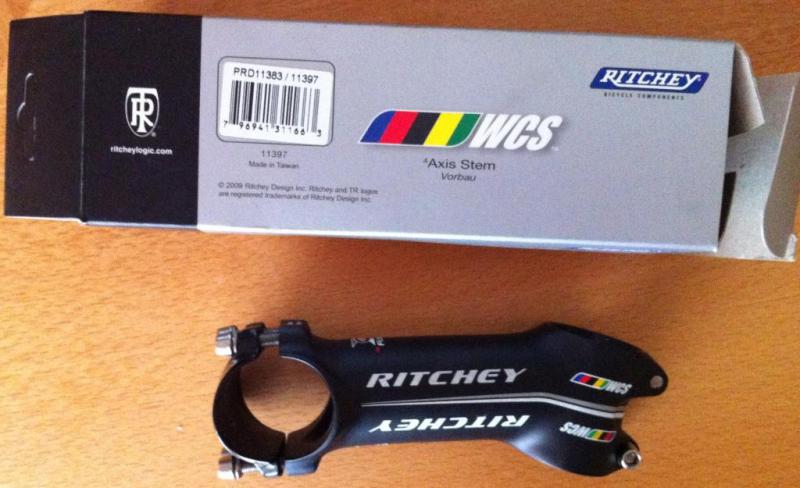 PRD11383 / 11397
7 96941 31166 3
11397
Made in Taiwan
© 2009 Ritchey Design Inc. Ritchey and TR logos
are registered trademarks of Ritchey Design Inc.
TR
ritcheylogic.com
WCS
4Axis Stem
Vorbau
RITCHEY
BICYCLE COMPONENTS
RITCHEY
WCS
RITCHEY
WCS